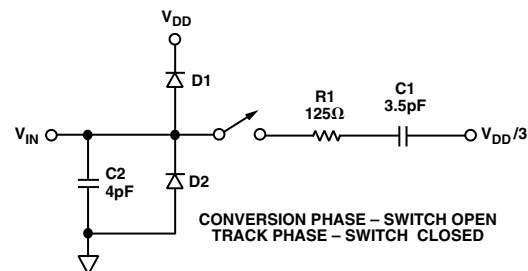 VDD
D1
R1
125Ω
C1
3.5pF
VIN
VDD/3
C2
4pF
D2
CONVERSION PHASE – SWITCH OPEN
TRACK PHASE – SWITCH CLOSED